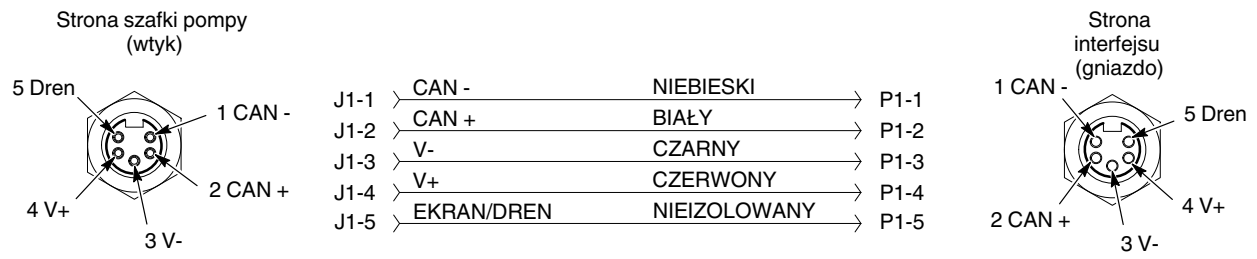 Strona szafki pompy
(wtyk)
5 Dren
1 CAN -
2 CAN +
4 V+
3 V-
J1-1 CAN - NIEBIESKI P1-1
J1-2 CAN + BIAŁY P1-2
J1-3 V- CZARNY P1-3
J1-4 V+ CZERWONY P1-4
J1-5 EKRAN/DREN NIEIZOLOWANY P1-5
Strona
interfejsu
(gniazdo)
1 CAN -
5 Dren
4 V+
2 CAN +
3 V-